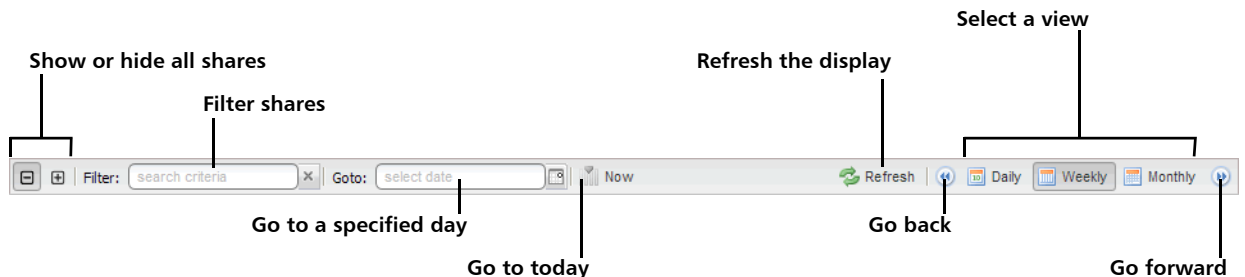 Select a view
Show or hide all shares
Refresh the display
Filter shares
Filter: search criteria Goto: select date Now Refresh Daily Weekly Monthly
Go to a specified day
Go back
Go to today
Go forward